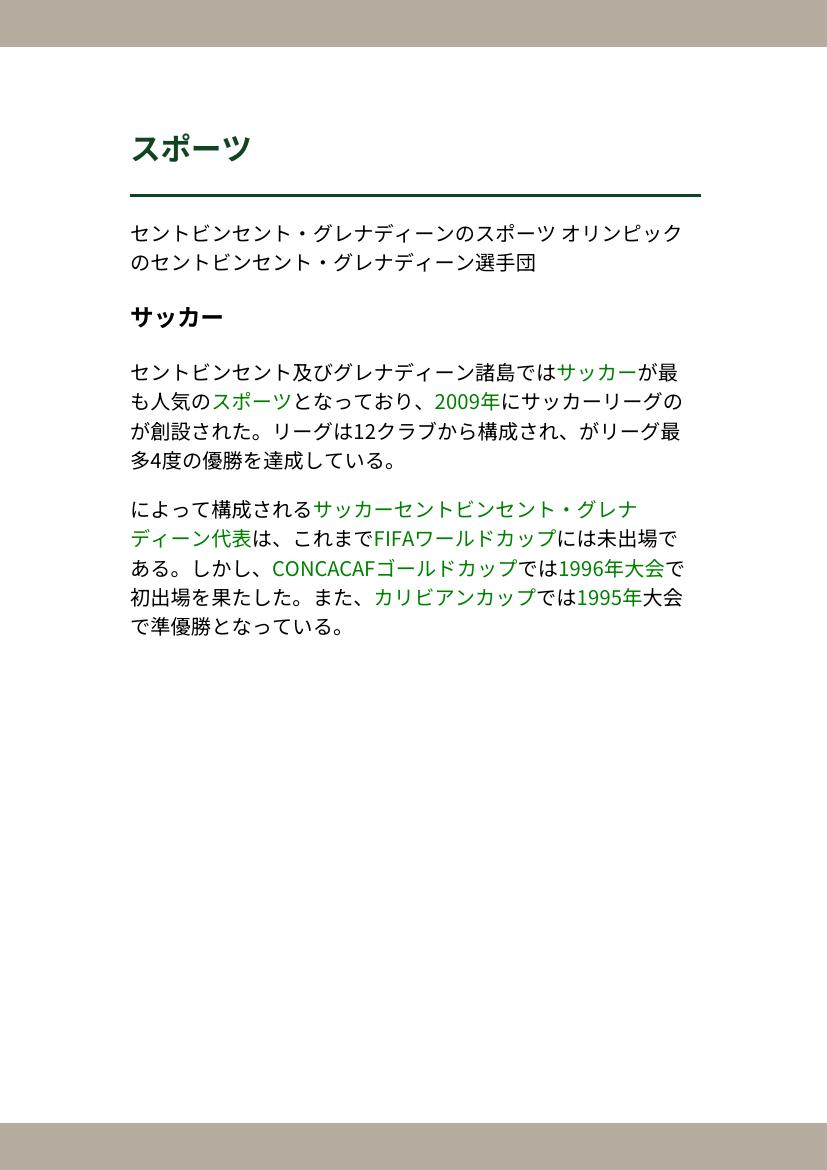 スポーツ
セントビンセント・グレナディーンのスポーツ オリンピック
のセントビンセント・グレナディーン選手団
サッカー
セントビンセント及びグレナディーン諸島ではサッカーが最
も人気のスポーツとなっており、2009年にサッカーリーグの
が創設された。リーグは12クラブから構成され、がリーグ最
多4度の優勝を達成している。
によって構成されるサッカーセントビンセント・グレナ
ディーン代表は、これまでFIFAワールドカップには未出場で
ある。しかし、CONCACAFゴールドカップでは1996年大会で
初出場を果たした。また、カリビアンカップでは1995年大会
で準優勝となっている。